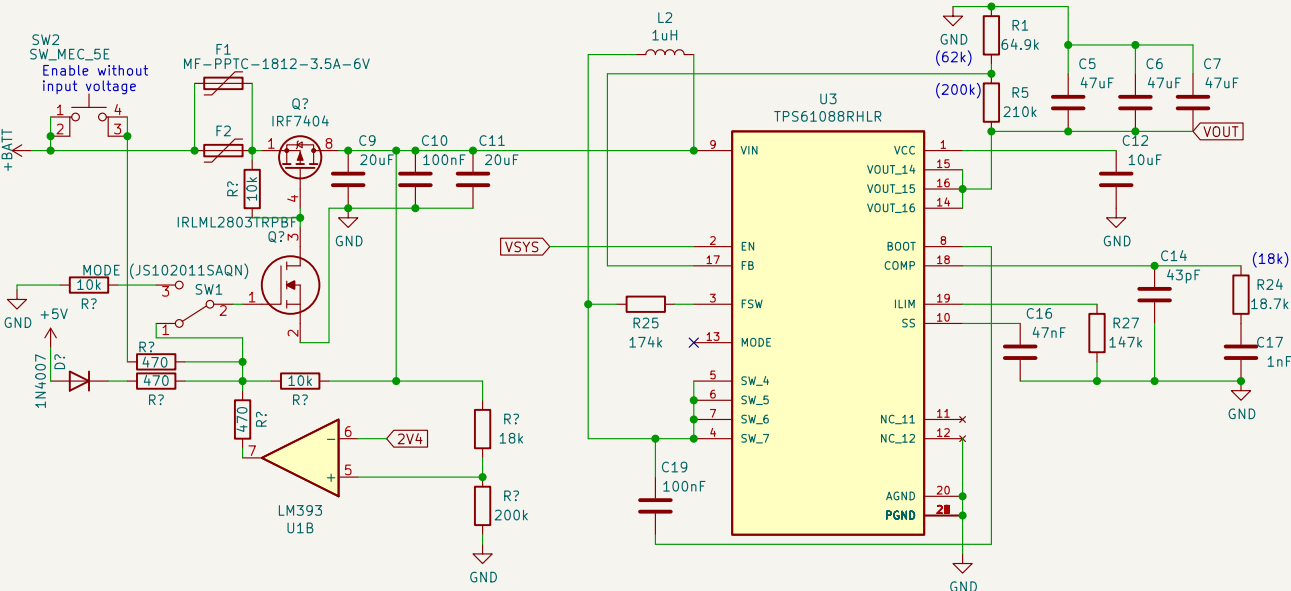 SW2
SW_MEC_5E
Enable without
input voltage
1
4
2
3
+BATT
F1
MF-PPTC-1812-3.5A-6V
F2
Q?
IRF7404
1
8
4
R?
10k
C9
20uF
C10
100nF
C11
20uF
GND
IRLML2803TRPBF
Q?
3
1
2
MODE (JS102011SAQN)
SW1
3
2
1
10k
R?
GND
+5V
1N4007
D?
R?
470
470
R?
10k
R?
470
R?
7
6
5
−
+
2V4
LM393
U1B
R?
18k
R?
200k
GND
L2
1uH
VSYS
R25
174k
C19
100nF
U3
TPS61088RHLR
9
VIN
2
EN
17
FB
3
FSW
13
MODE
5
SW_4
6
SW_5
7
SW_6
4
SW_7
VCC
1
VOUT_14
15
VOUT_15
16
VOUT_16
14
BOOT
8
COMP
18
ILIM
19
SS
10
NC_11
11
NC_12
12
AGND
20
PGND
GND
GND
(62k)
R1
64.9k
(200k)
R5
210k
C5
47uF
C6
47uF
C7
47uF
VOUT
C12
10uF
GND
C14
43pF
(18k)
R24
18.7k
C16
47nF
R27
147k
C17
1nF
GND